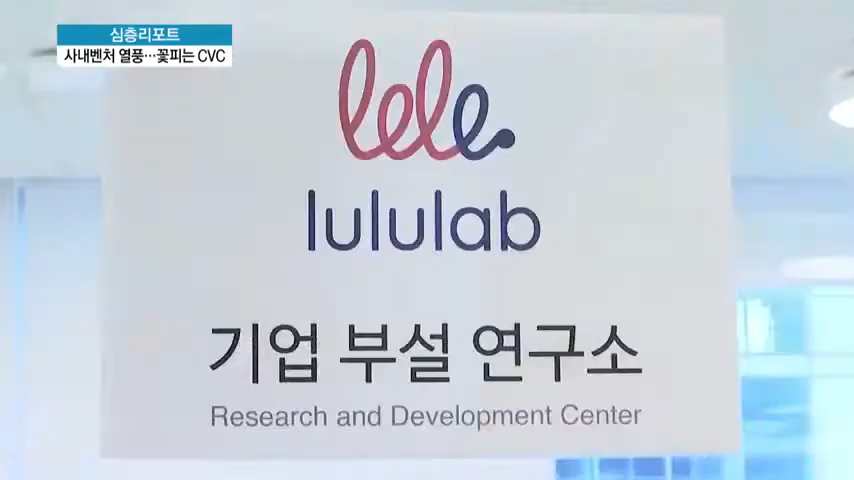 심층리포트
사내벤처 열풍…꽃피는 CVC
lululab
기업 부설 연구소
Research and Development Center